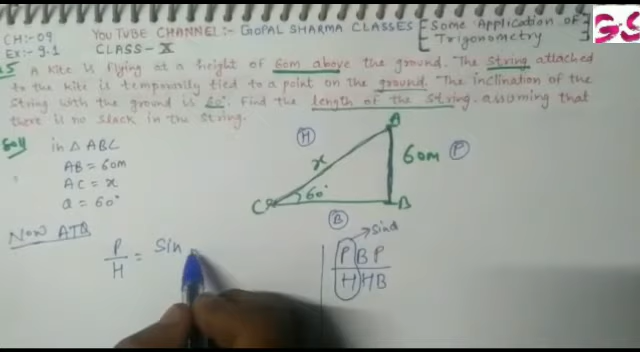 CH:-09 YOUTUBE CHANNEL:- GOPAL SHARMA CLASSES [Some Application of Trigonometry]
EX:-9.1 CLASS-X
GS
5 A kite is flying at a height of 60m above the ground. The string attached
to the kite is temporarily tied to a point on the ground. The inclination of the
string with the ground is 60°. Find the length of the string, assuming that
there is no slack in the string.
Sol
in △ ABC
AB = 60m
AC = x
a = 60°
Now ATQ
P/H = Sin
H
A
x
60m P
60°
C
B
B
Sinα
P B P
H H B